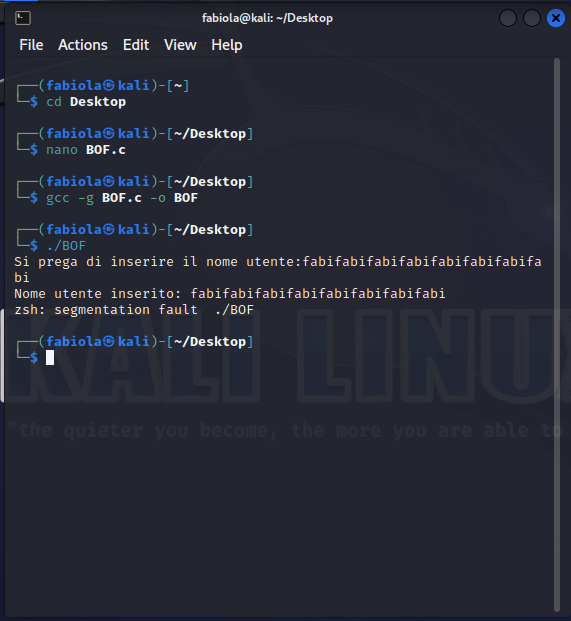 fabiola@kali: ~/Desktop
File Actions Edit View Help
┌──(fabiola㉿kali)-[~]
└─$ cd Desktop
┌──(fabiola㉿kali)-[~/Desktop]
└─$ nano BOF.c
┌──(fabiola㉿kali)-[~/Desktop]
└─$ gcc -g BOF.c -o BOF
┌──(fabiola㉿kali)-[~/Desktop]
└─$ ./BOF
Si prega di inserire il nome utente:fabifabifabifabifabifabifabifa
bi
Nome utente inserito: fabifabifabifabifabifabifabifabi
zsh: segmentation fault  ./BOF
┌──(fabiola㉿kali)-[~/Desktop]
└─$
KALI LINU
"the quieter you become, the more you are able to